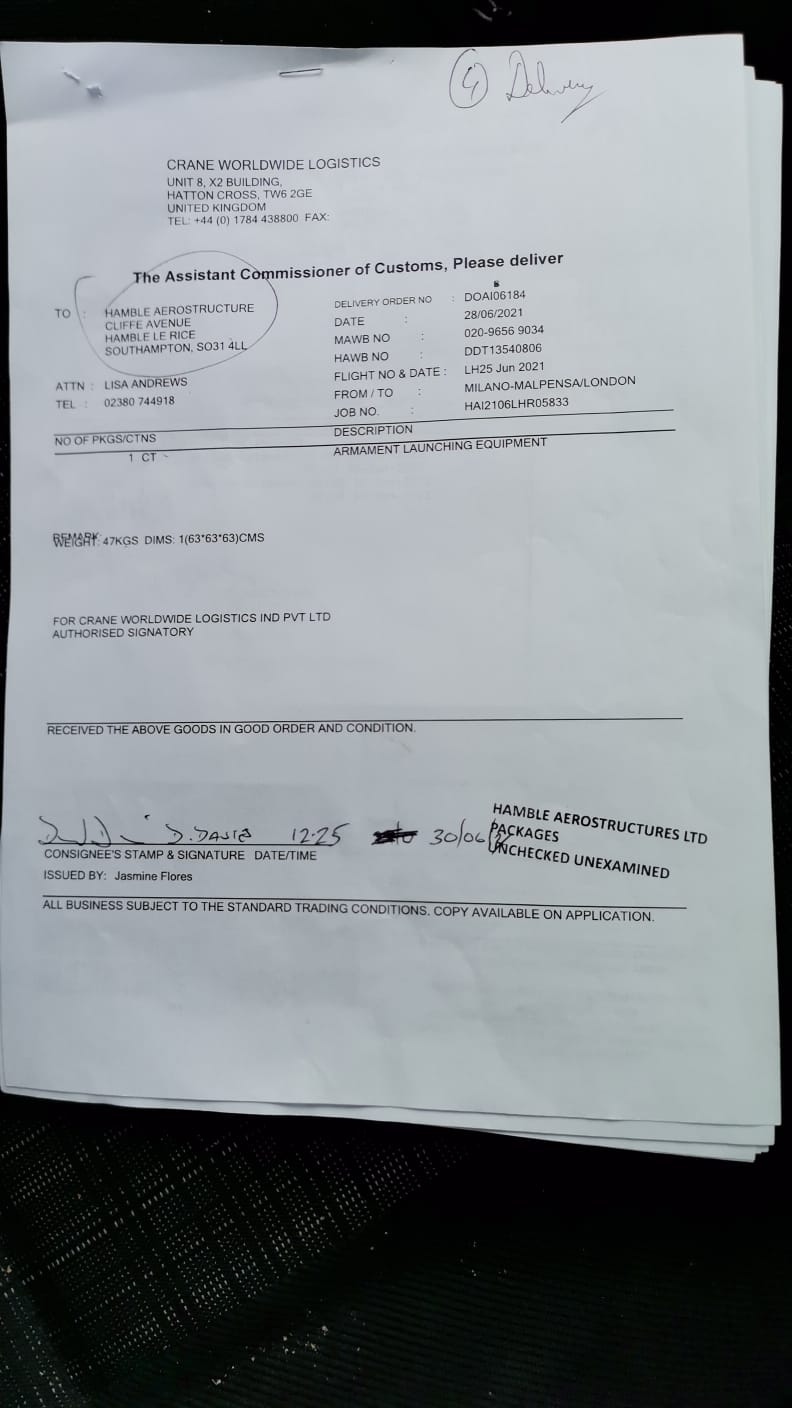 4 Delivery
CRANE WORLDWIDE LOGISTICS
UNIT 8, X2 BUILDING,
HATTON CROSS, TW6 2GE
UNITED KINGDOM
TEL: +44 (0) 1784 438800 FAX:
The Assistant Commissioner of Customs, Please deliver
s
TO : HAMBLE AEROSTRUCTURE
CLIFFE AVENUE
HAMBLE LE RICE
SOUTHAMPTON, SO31 4LL
ATTN : LISA ANDREWS
TEL : 02380 744918
DELIVERY ORDER NO : DOAI06184
DATE : 28/06/2021
MAWB NO : 020-9656 9034
HAWB NO : DDT13540806
FLIGHT NO & DATE : LH25 Jun 2021
FROM / TO : MILANO-MALPENSA/LONDON
JOB NO. : HAI2106LHR05833
NO OF PKGS/CTNS DESCRIPTION
1 CT ARMAMENT LAUNCHING EQUIPMENT
REMARK:
WEIGHT: 47KGS DIMS: 1(63*63*63)CMS
FOR CRANE WORLDWIDE LOGISTICS IND PVT LTD
AUTHORISED SIGNATORY
RECEIVED THE ABOVE GOODS IN GOOD ORDER AND CONDITION.
D. DAVIES 12.25 30/06/
HAMBLE AEROSTRUCTURES LTD
PACKAGES
UNCHECKED UNEXAMINED
CONSIGNEE'S STAMP & SIGNATURE DATE/TIME
ISSUED BY: Jasmine Flores
ALL BUSINESS SUBJECT TO THE STANDARD TRADING CONDITIONS. COPY AVAILABLE ON APPLICATION.